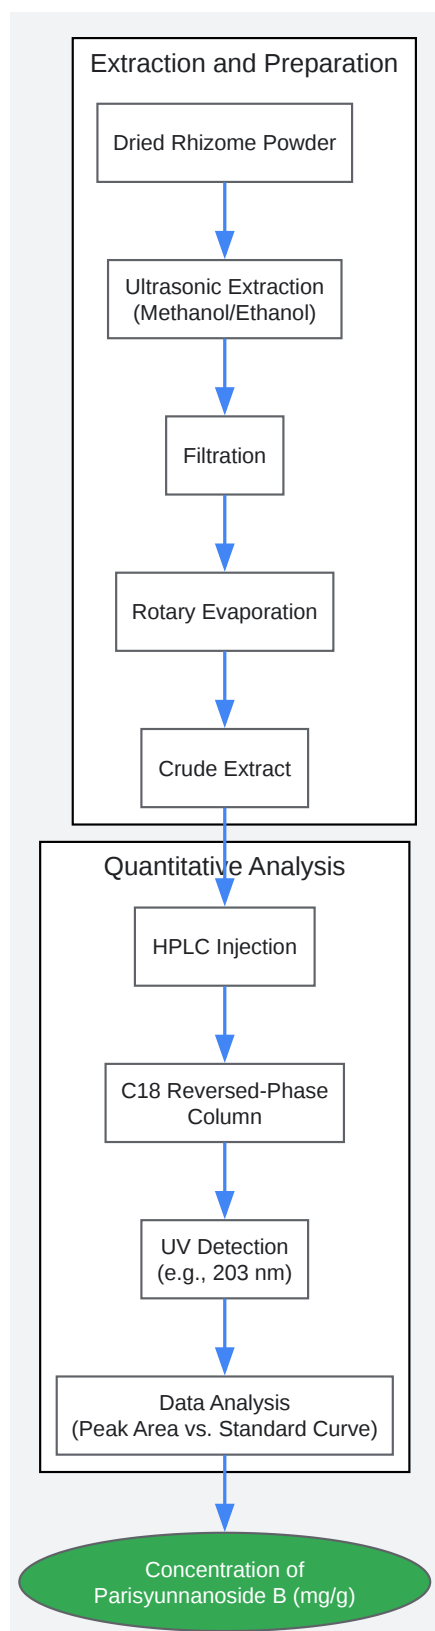 Extraction and Preparation
Dried Rhizome Powder
Ultrasonic Extraction
(Methanol/Ethanol)
Filtration
Rotary Evaporation
Crude Extract
Quantitative Analysis
HPLC Injection
C18 Reversed-Phase
Column
UV Detection
(e.g., 203 nm)
Data Analysis
(Peak Area vs. Standard Curve)
Concentration of
Parisyunnanoside B (mg/g)